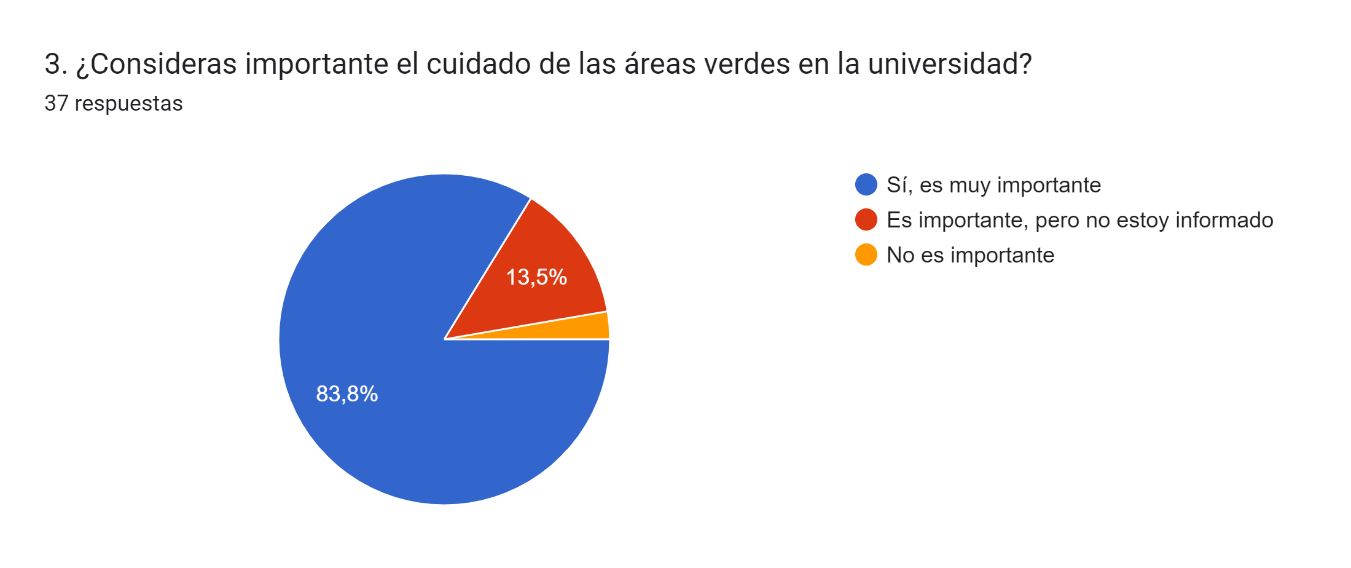 3. ¿Consideras importante el cuidado de las áreas verdes en la universidad?
37 respuestas
Sí, es muy importante
Es importante, pero no estoy informado
No es importante
13,5%
83,8%